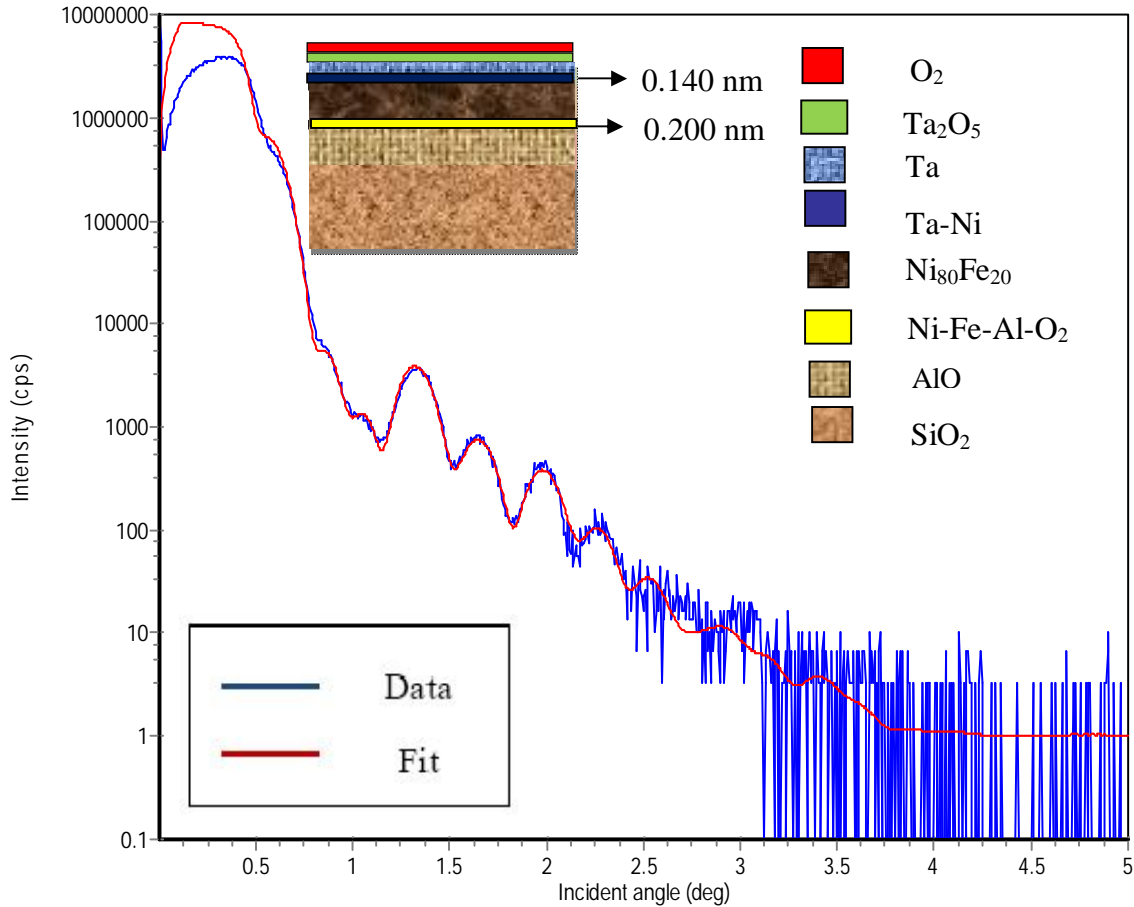 10000000
1000000
100000
10000
1000
100
10
1
0.1
Intensity (cps)
0.5
1
1.5
2
2.5
3
3.5
4
4.5
5
Incident angle (deg)
0.140 nm
0.200 nm
O₂
Ta₂O₅
Ta
Ta-Ni
Ni₈₀Fe₂₀
Ni-Fe-Al-O₂
AlO
SiO₂
Data
Fit